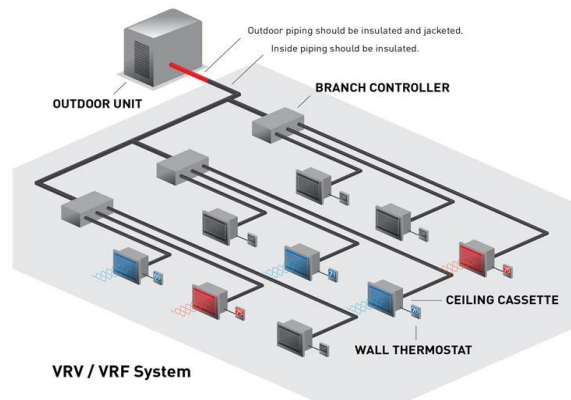 Outdoor piping should be insulated and jacketed.
Inside piping should be insulated.
OUTDOOR UNIT
BRANCH CONTROLLER
CEILING CASSETTE
WALL THERMOSTAT
VRV / VRF System